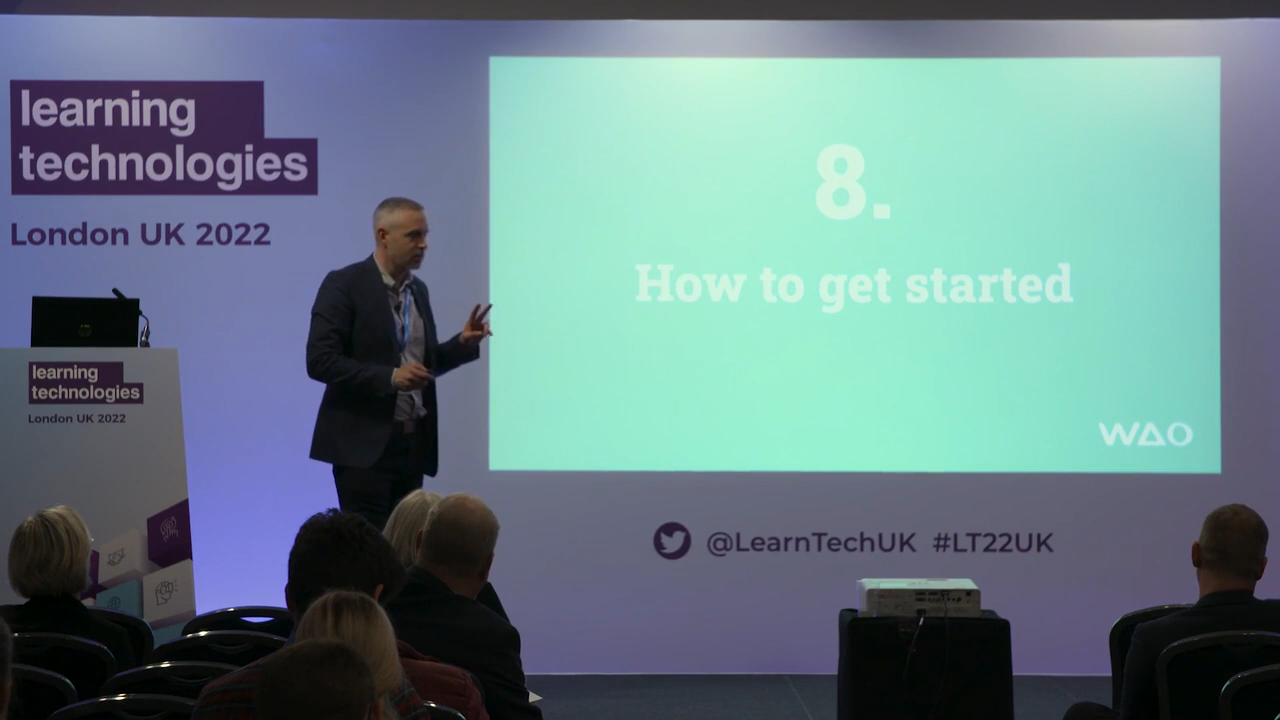 learning
technologies
London UK 2022
8.
How to get started
WAO
@LearnTechUK #LT22UK
learning
technologies
London UK 2022